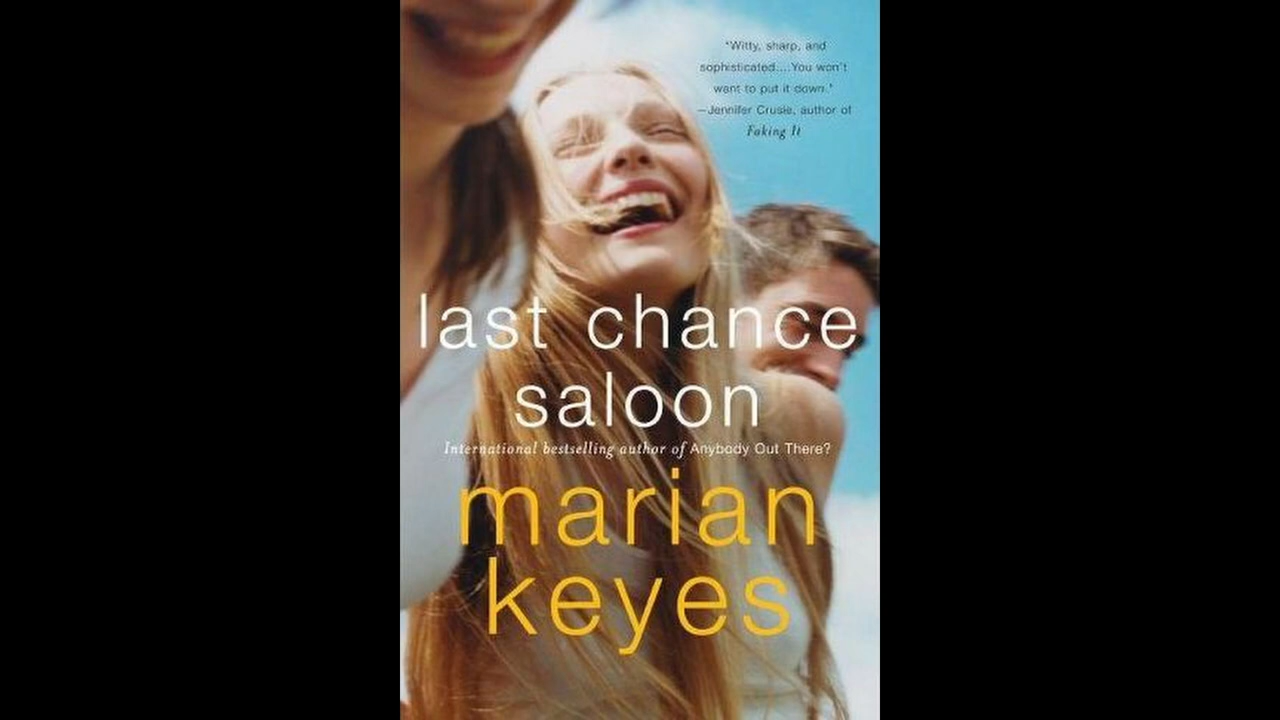 "Witty, sharp, and
sophisticated....You won't
want to put it down."
—Jennifer Crusie, author of
Faking It
last chance
saloon
International bestselling author of Anybody Out There?
marian
keyes